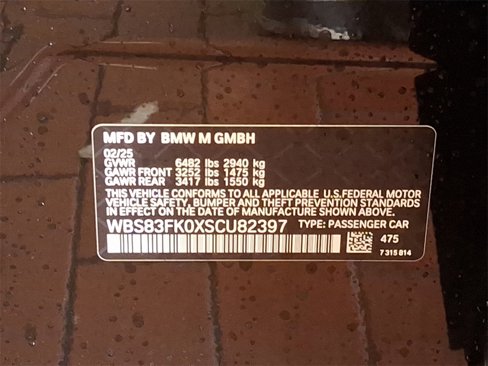 MFD BY BMW M GMBH
02/25
GVWR 6482 lbs 2940 kg
GAWR FRONT 3252 lbs 1475 kg
GAWR REAR 3417 lbs 1550 kg
THIS VEHICLE CONFORMS TO ALL APPLICABLE U.S.FEDERAL MOTOR
VEHICLE SAFETY, BUMPER AND THEFT PREVENTION STANDARDS
IN EFFECT ON THE DATE OF MANUFACTURE SHOWN ABOVE.
WBS83FK0XSCU82397 TYPE: PASSENGER CAR
475
7 315 814